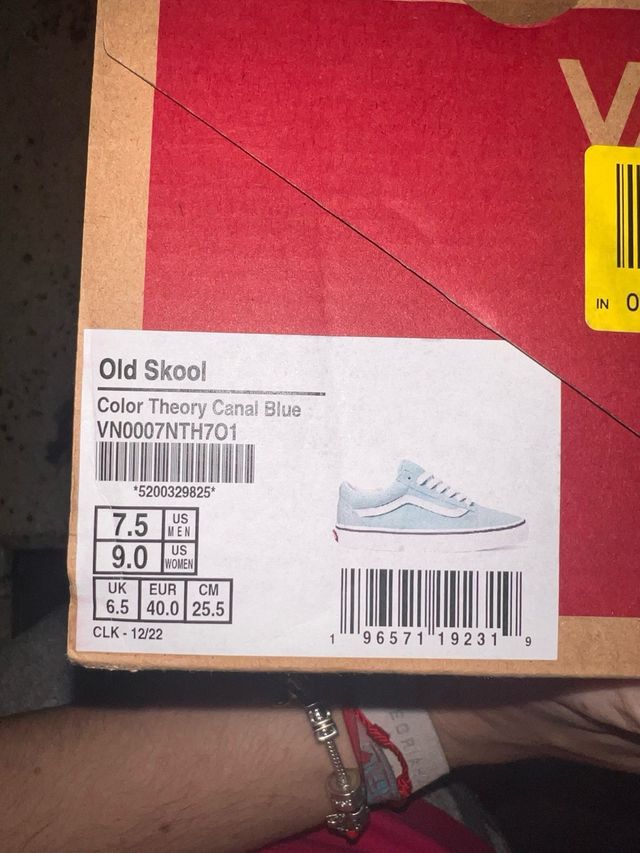 Old Skool
Color Theory Canal Blue
VN0007NTH7O1
*5200329825*
7.5 US MEN
9.0 US WOMEN
UK EUR CM
6.5 40.0 25.5
CLK - 12/22
1 96571 19231 9
IN 0
V